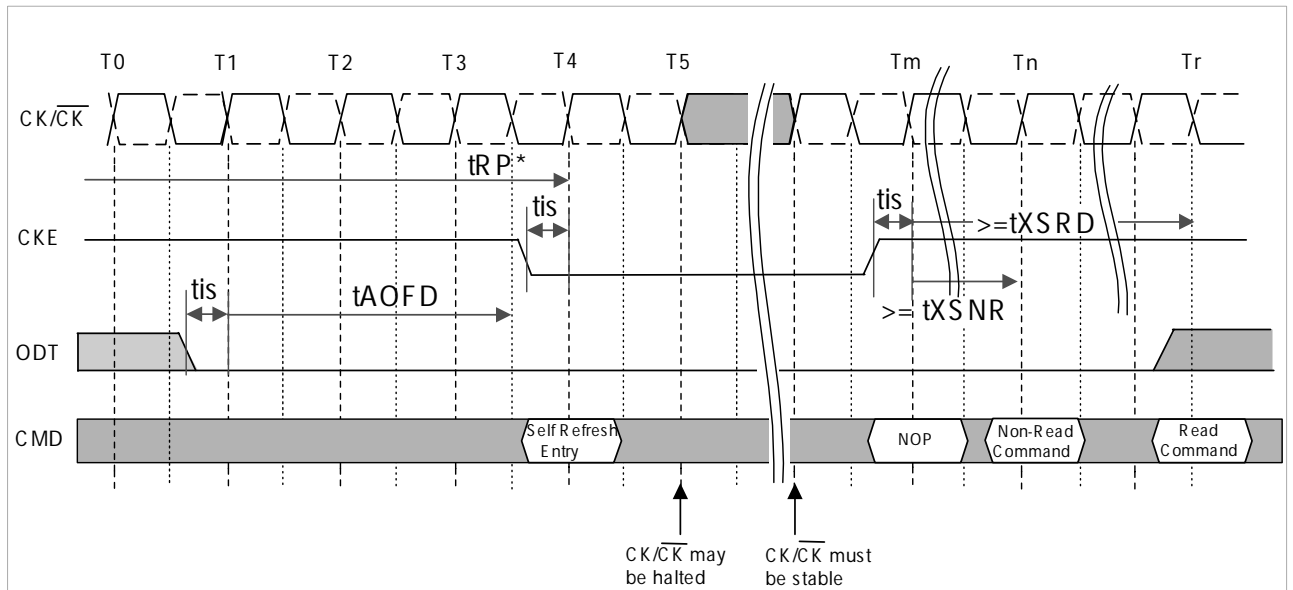 T0 T1 T2 T3 T4 T5 Tm Tn Tr
CK/CK
tRP*
tis tis
CKE >=tXSRD
tis tAOFD
>= tXSNR
ODT
CMD
Self Refresh
Entry
NOP
Non-Read
Command
Read
Command
CK/CK may
be halted
CK/CK must
be stable